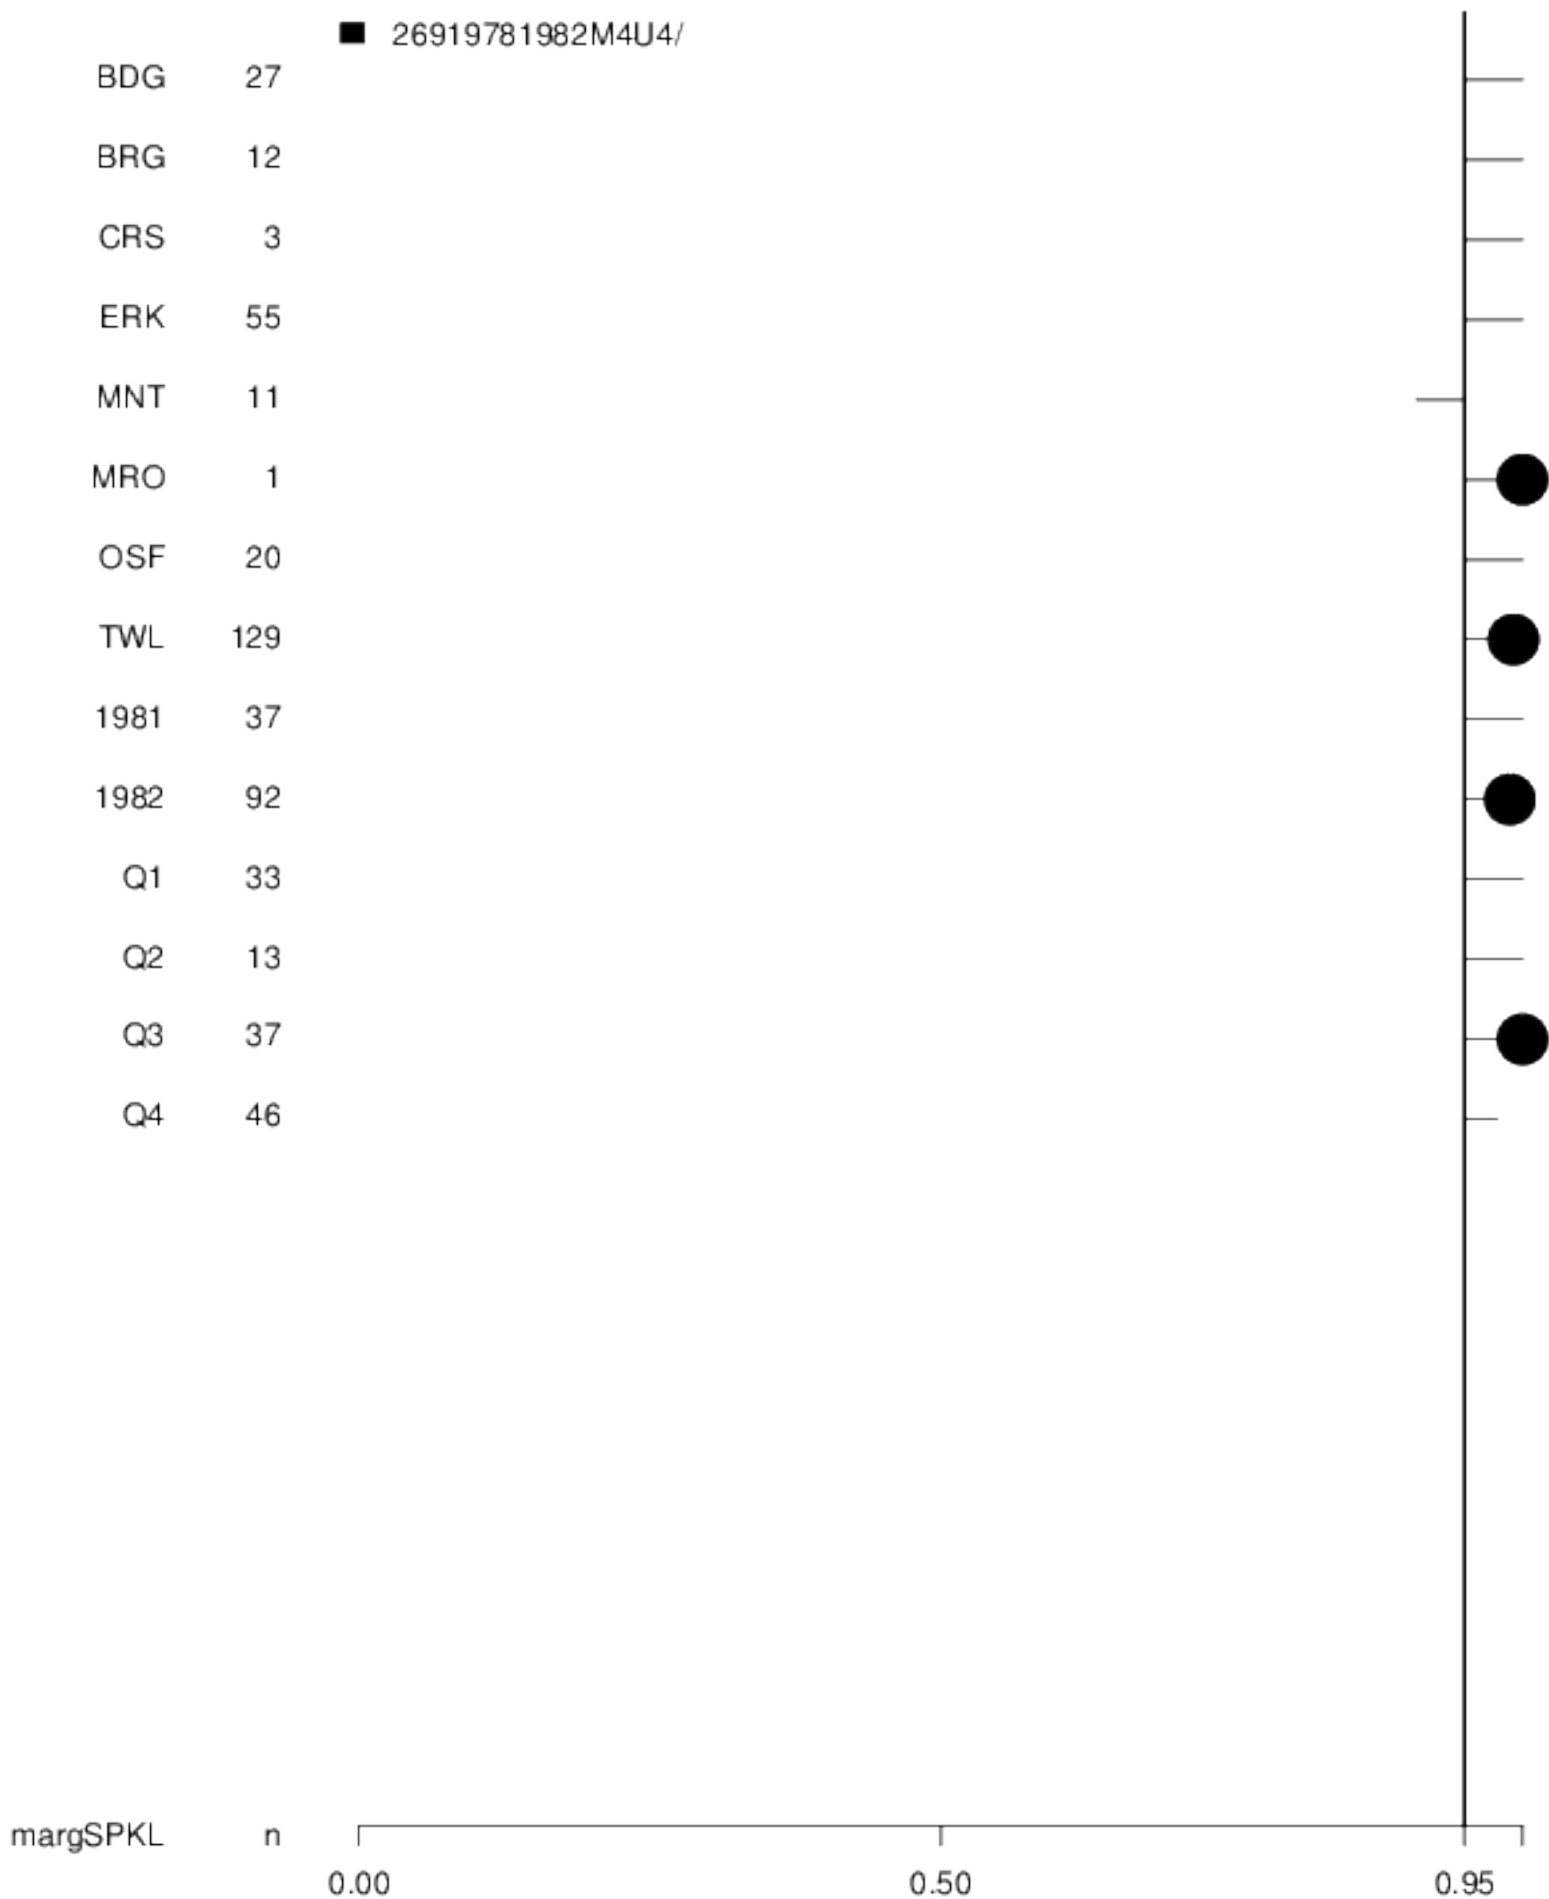 26919781982M4U4/
BDG 27
BRG 12
CRS 3
ERK 55
MNT 11
MRO 1
OSF 20
TWL 129
1981 37
1982 92
Q1 33
Q2 13
Q3 37
Q4 46
margSPKL n
0.00 0.50 0.95